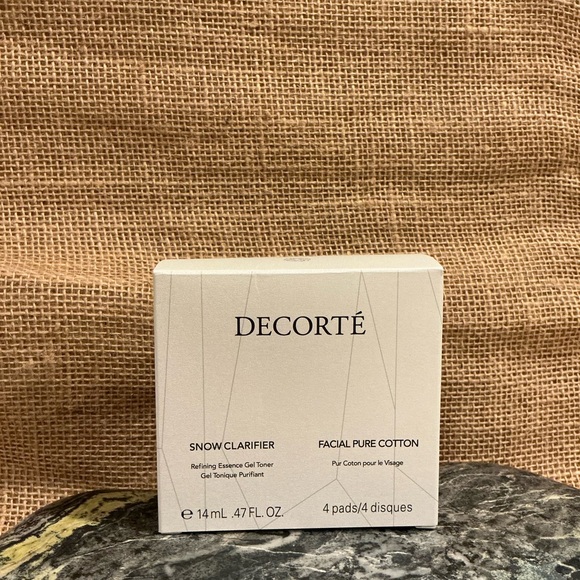 DECORTÉ
SNOW CLARIFIER
Refining Essence Gel Toner
Gel Tonique Purifiant
℮ 14 mL .47 FL. OZ.
FACIAL PURE COTTON
Pur Coton pour le Visage
4 pads/4 disques